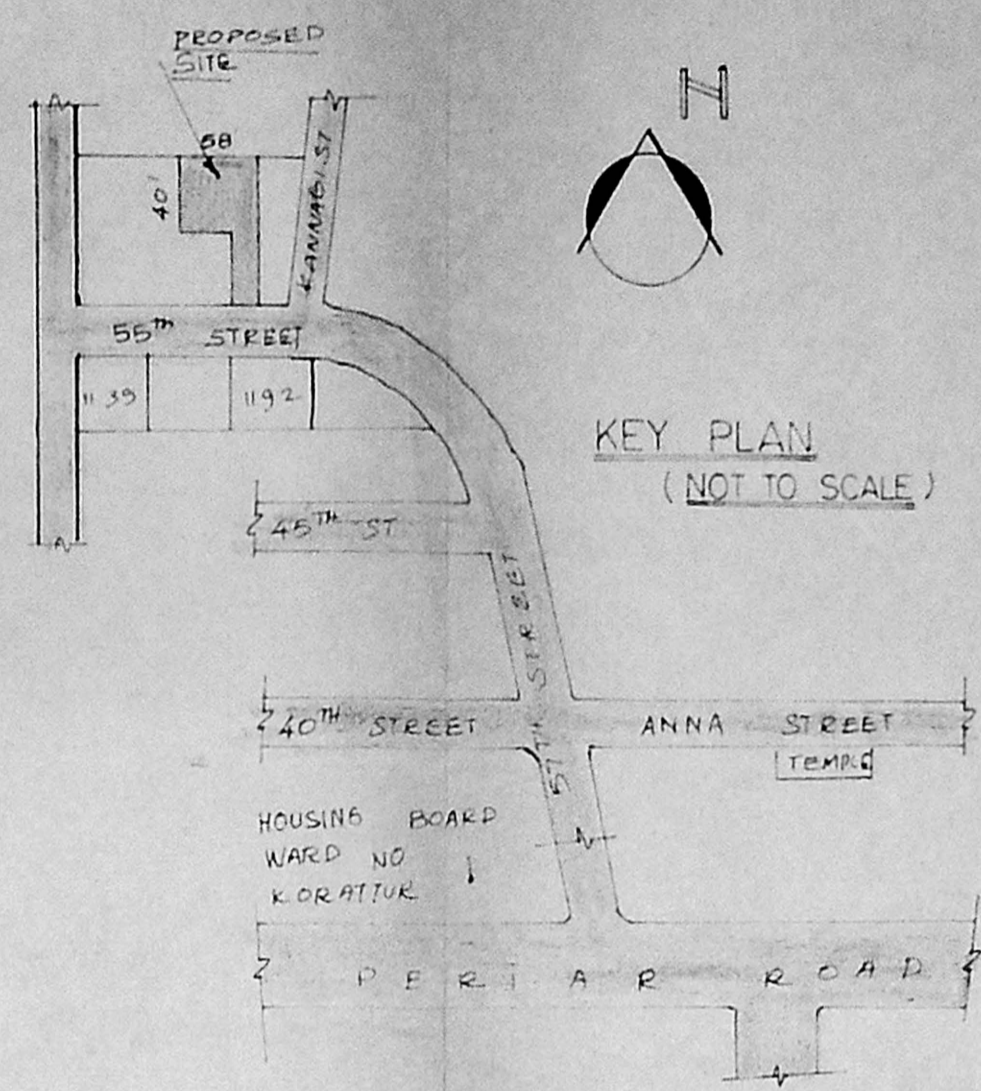 PROPOSED
SITE
N
58
40'
KANNAGI.ST
55TH STREET
1139
1192
KEY PLAN
(NOT TO SCALE)
45TH ST
57TH STREET
40TH STREET
ANNA STREET
TEMPLE
HOUSING BOARD
WARD NO
KORATTUR
PERIAR ROAD